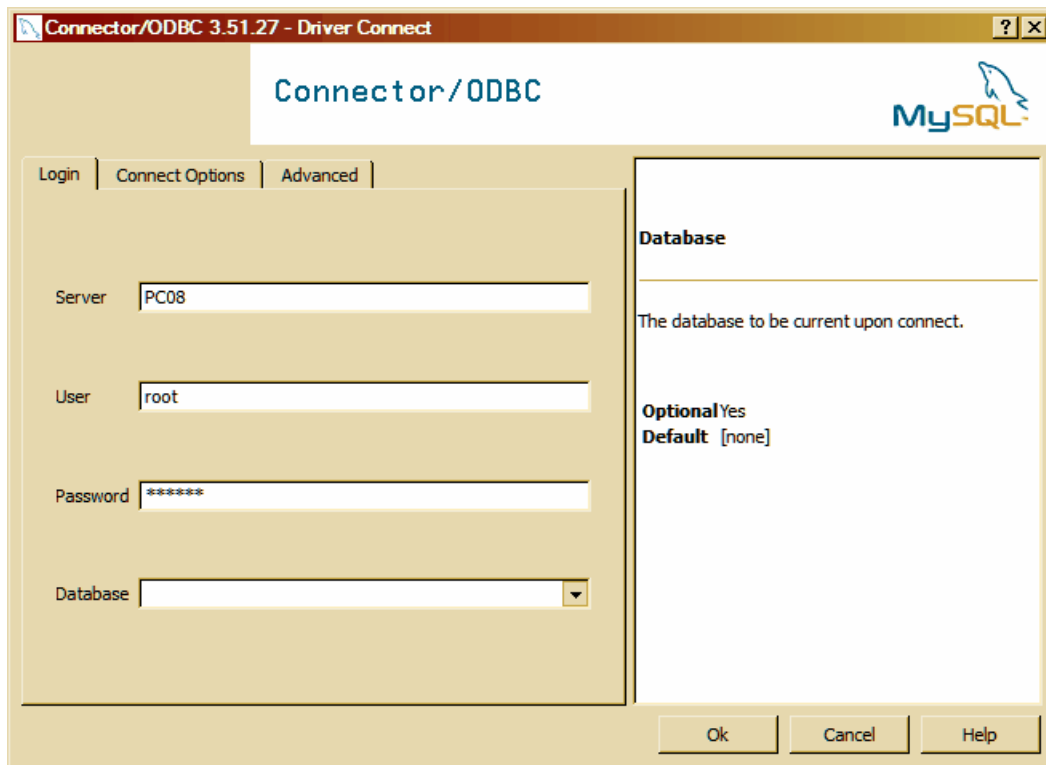 Connector/ODBC 3.51.27 - Driver Connect
? X
Connector/ODBC
MySQL
Login Connect Options Advanced
Server PC08
User root
Password ******
Database
Database
The database to be current upon connect.
Optional Yes
Default [none]
Ok Cancel Help